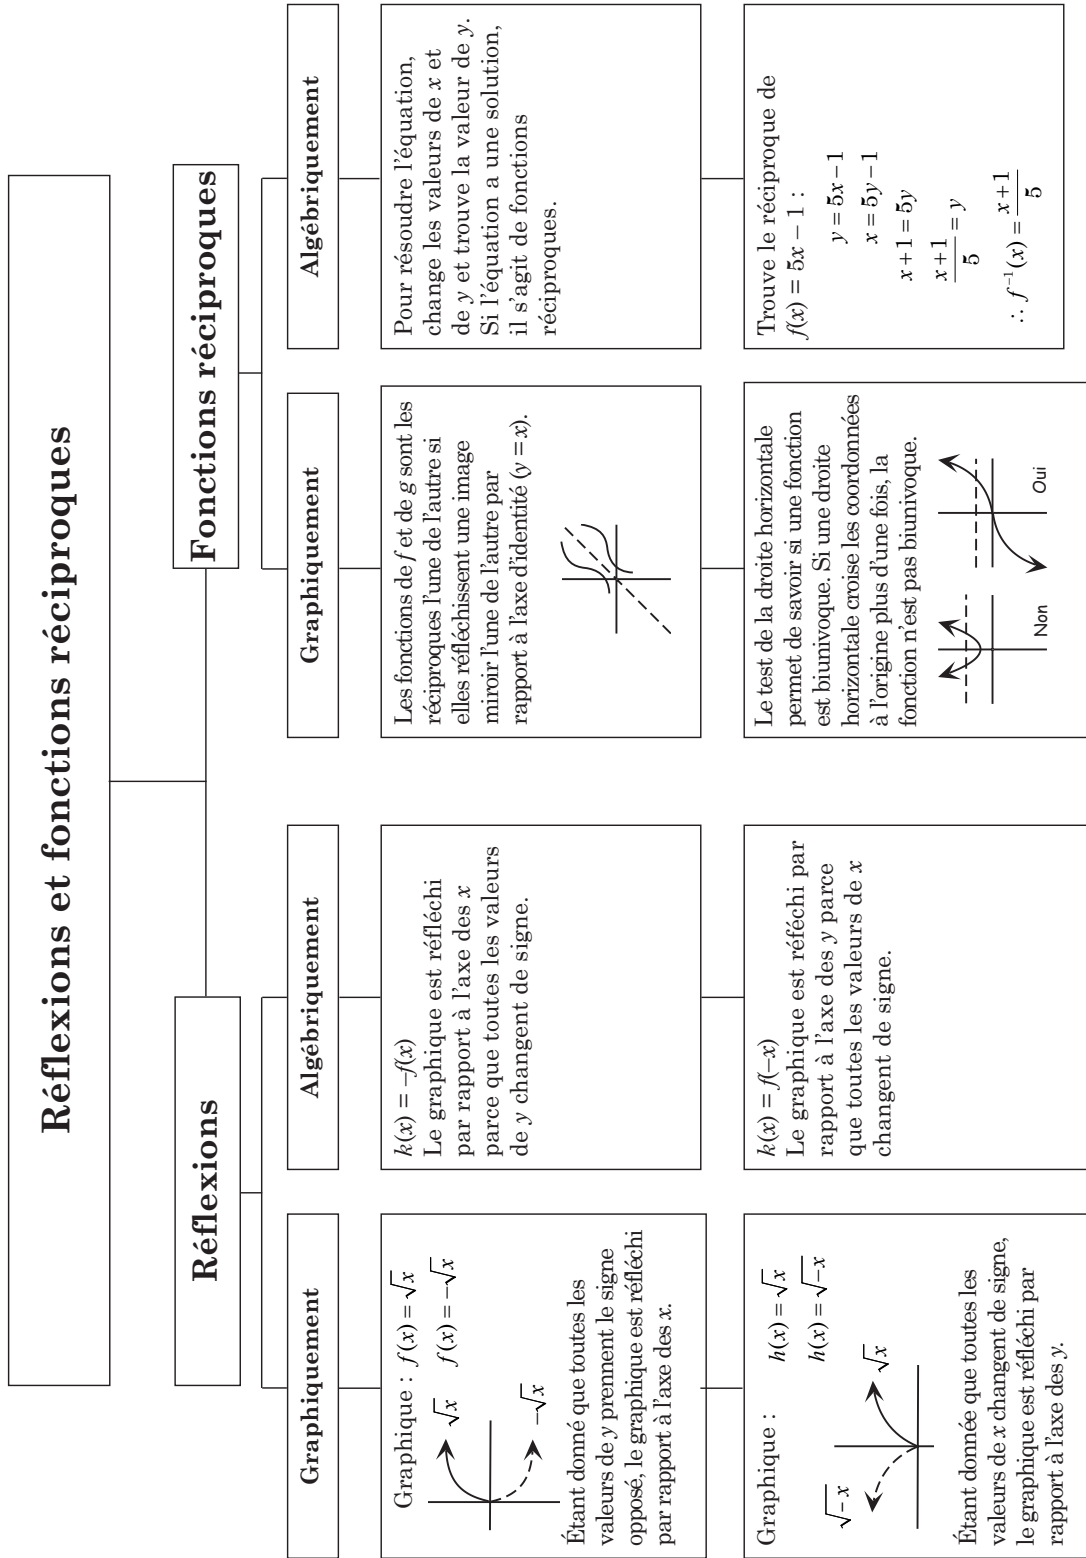 Réflexions et fonctions réciproques
Réflexions
Graphiquement
Graphique : f(x) = √x
f(x) = −√x
√x
−√x
Étant donné que toutes les
valeurs de y prennent le signe
opposé, le graphique est réfléchi
par rapport à l'axe des x.
Graphique :
h(x) = √x
h(x) = √−x
√−x
√x
Étant donnée que toutes les
valeurs de x changent de signe,
le graphique est réfléchi par
rapport à l'axe des y.
Algébriquement
k(x) = −f(x)
Le graphique est réfléchi
par rapport à l'axe des x
parce que toutes les valeurs
de y changent de signe.
k(x) = f(−x)
Le graphique est réféchi par
rapport à l'axe des y parce
que toutes les valeurs de x
changent de signe.
Fonctions réciproques
Graphiquement
Les fonctions de f et de g sont les
réciproques l'une de l'autre si
elles réfléchissent une image
miroir l'une de l'autre par
rapport à l'axe d'identité (y = x).
Le test de la droite horizontale
permet de savoir si une fonction
est biunivoque. Si une droite
horizontale croise les coordonnées
à l'origine plus d'une fois, la
fonction n'est pas biunivoque.
Non
Oui
Algébriquement
Pour résoudre l'équation,
change les valeurs de x et
de y et trouve la valeur de y.
Si l'équation a une solution,
il s'agit de fonctions
réciproques.
Trouve le réciproque de
f(x) = 5x − 1 :
y = 5x − 1
x = 5y − 1
x + 1 = 5y
(x + 1)/5 = y
∴ f⁻¹(x) = (x + 1)/5